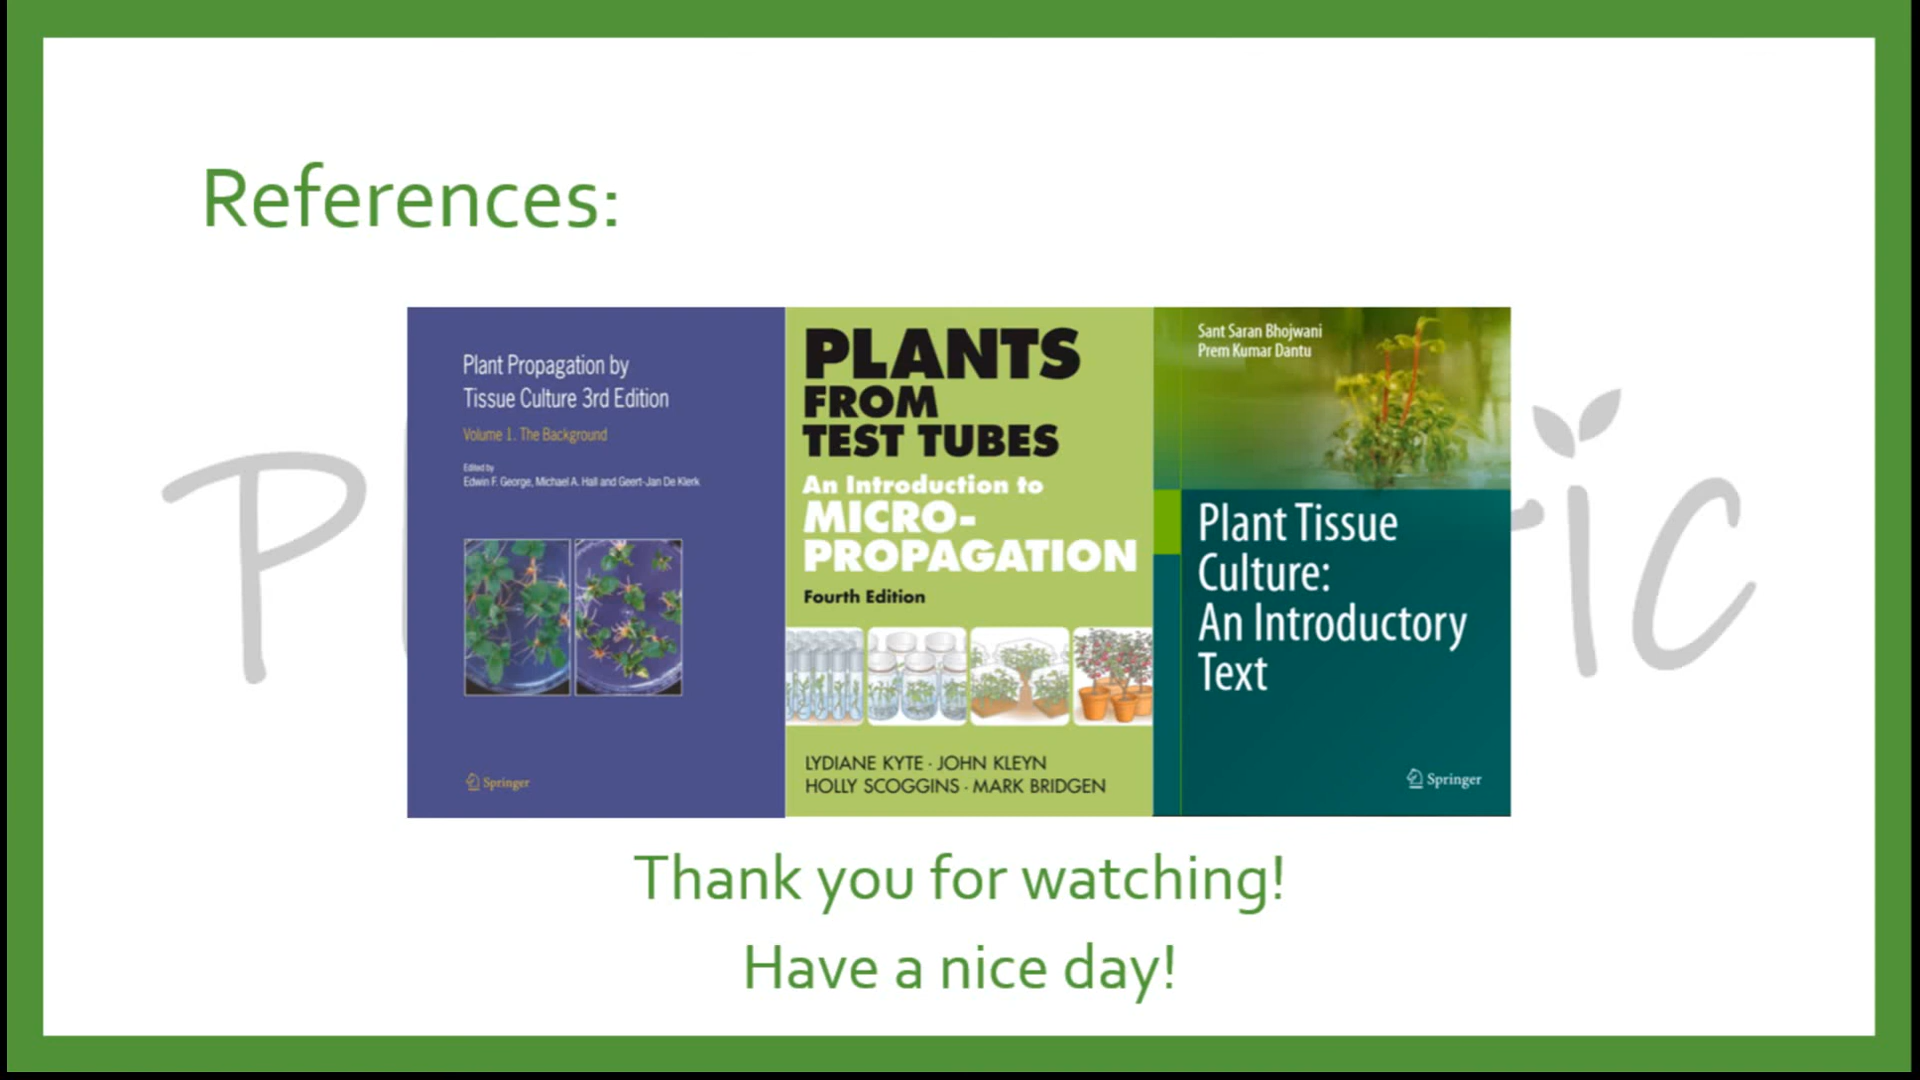 References:
Plant Propagation by
Tissue Culture 3rd Edition
Volume 1. The Background
Edited by
Edwin F. George, Michael A. Hall and Geert-Jan De Klerk
Springer
PLANTS
FROM
TEST TUBES
An Introduction to
MICRO-
PROPAGATION
Fourth Edition
LYDIANE KYTE · JOHN KLEYN
HOLLY SCOGGINS · MARK BRIDGEN
Sant Saran Bhojwani
Prem Kumar Dantu
Plant Tissue
Culture:
An Introductory
Text
Springer
Thank you for watching!
Have a nice day!